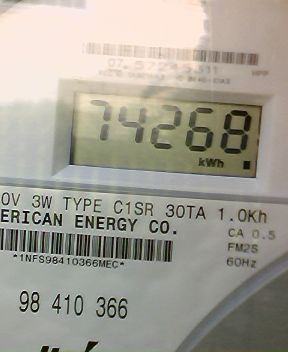 74268
kWh
0V 3W TYPE C1SR 30TA 1.0Kh
ERICAN ENERGY CO.
CA 0.5
FM2S
60Hz
*1NFS98410366MEC*
98 410 366